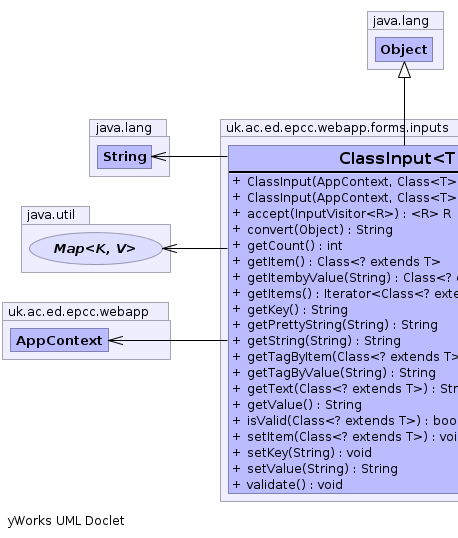 java.lang
Object
java.lang
String
uk.ac.ed.epcc.webapp.forms.inputs
ClassInput<T
+ ClassInput(AppContext, Class<T>
+ ClassInput(AppContext, Class<T>
+ accept(InputVisitor<R>) : <R> R
+ convert(Object) : String
+ getCount() : int
+ getItem() : Class<? extends T>
+ getItembyValue(String) : Class<? e
+ getItems() : Iterator<Class<? exte
+ getKey() : String
+ getPrettyString(String) : String
+ getString(String) : String
+ getTagByItem(Class<? extends T>
+ getTagByValue(String) : String
+ getText(Class<? extends T>) : Stri
+ getValue() : String
+ isValid(Class<? extends T>) : boo
+ setItem(Class<? extends T>) : voi
+ setKey(String) : void
+ setValue(String) : String
+ validate() : void
java.util
Map<K, V>
uk.ac.ed.epcc.webapp
AppContext
yWorks UML Doclet